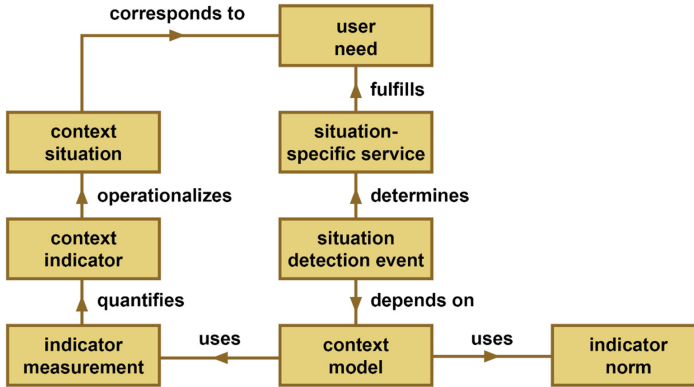 corresponds to
user
need
fulfills
context
situation
situation-
specific service
operationalizes
determines
context
indicator
situation
detection event
quantifies
depends on
indicator
measurement
uses
context
model
uses
indicator
norm